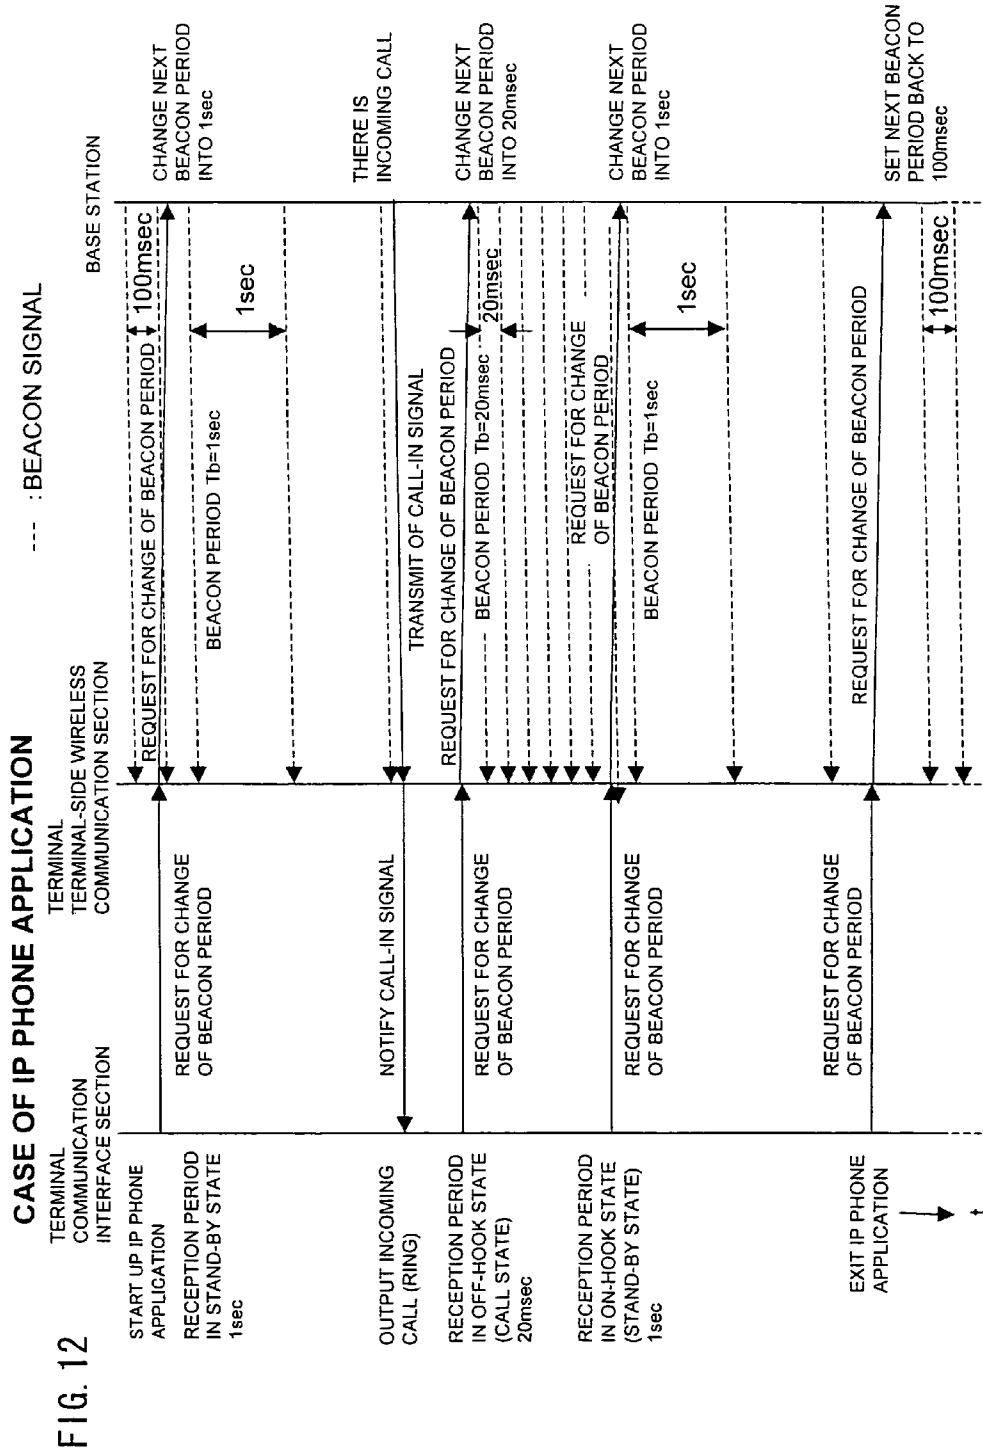 FIG. 12
CASE OF IP PHONE APPLICATION
--- : BEACON SIGNAL
TERMINAL
COMMUNICATION
INTERFACE SECTION
TERMINAL
TERMINAL-SIDE WIRELESS
COMMUNICATION SECTION
BASE STATION
START UP IP PHONE
APPLICATION
RECEPTION PERIOD
IN STAND-BY STATE
1sec
REQUEST FOR CHANGE
OF BEACON PERIOD
REQUEST FOR CHANGE OF BEACON PERIOD
100msec
CHANGE NEXT
BEACON PERIOD
INTO 1sec
BEACON PERIOD Tb=1sec
1sec
OUTPUT INCOMING
CALL (RING)
NOTIFY CALL-IN SIGNAL
TRANSMIT OF CALL-IN SIGNAL
THERE IS
INCOMING CALL
RECEPTION PERIOD
IN OFF-HOOK STATE
(CALL STATE)
20msec
REQUEST FOR CHANGE
OF BEACON PERIOD
REQUEST FOR CHANGE OF BEACON PERIOD
CHANGE NEXT
BEACON PERIOD
INTO 20msec
BEACON PERIOD Tb=20msec
20msec
RECEPTION PERIOD
IN ON-HOOK STATE
(STAND-BY STATE)
1sec
REQUEST FOR CHANGE
OF BEACON PERIOD
REQUEST FOR CHANGE
OF BEACON PERIOD
CHANGE NEXT
BEACON PERIOD
INTO 1sec
BEACON PERIOD Tb=1sec
1sec
EXIT IP PHONE
APPLICATION
REQUEST FOR CHANGE
OF BEACON PERIOD
REQUEST FOR CHANGE OF BEACON PERIOD
SET NEXT BEACON
PERIOD BACK TO
100msec
100msec
t